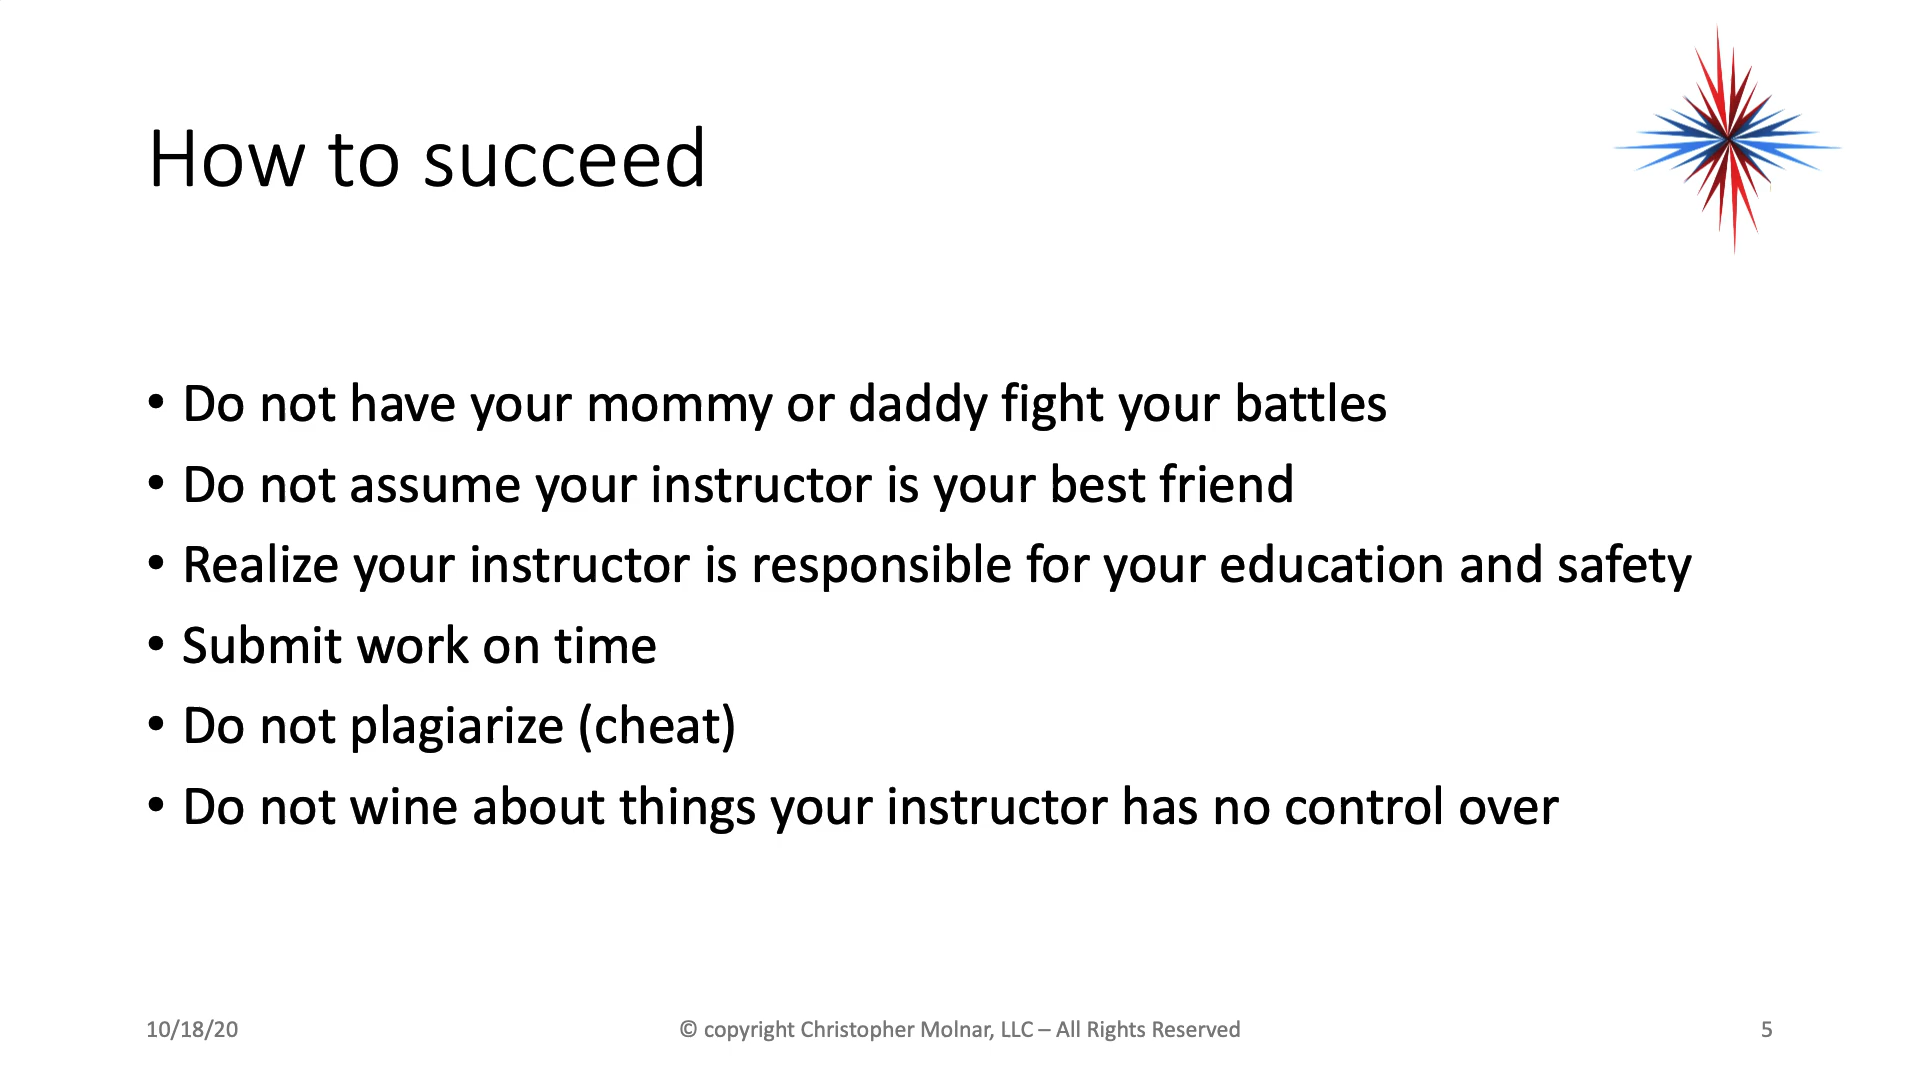 How to succeed
• Do not have your mommy or daddy fight your battles
• Do not assume your instructor is your best friend
• Realize your instructor is responsible for your education and safety
• Submit work on time
• Do not plagiarize (cheat)
• Do not wine about things your instructor has no control over
10/18/20
© copyright Christopher Molnar, LLC – All Rights Reserved
5